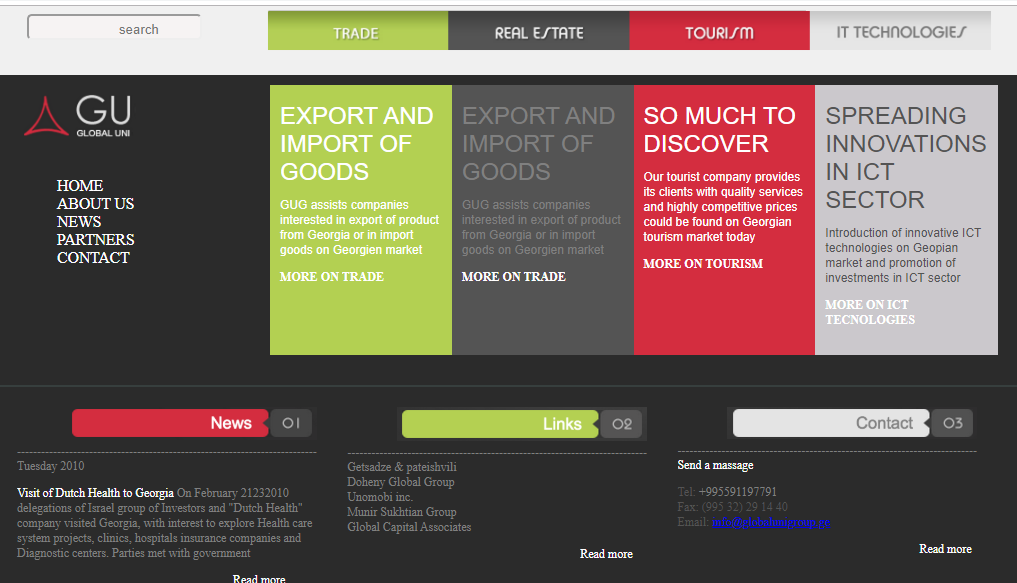 search
TRADE
REAL ESTATE
TOURISM
IT TECHNOLOGIES
GU
GLOBAL UNI
HOME
ABOUT US
NEWS
PARTNERS
CONTACT
EXPORT AND
IMPORT OF
GOODS
GUG assists companies
interested in export of product
from Georgia or in import
goods on Georgien market
MORE ON TRADE
EXPORT AND
IMPORT OF
GOODS
GUG assists companies
interested in export of product
from Georgia or in import
goods on Georgien market
MORE ON TRADE
SO MUCH TO
DISCOVER
Our tourist company provides
its clients with quality services
and highly competitive prices
could be found on Georgian
tourism market today
MORE ON TOURISM
SPREADING
INNOVATIONS
IN ICT
SECTOR
Introduction of innovative ICT
technologies on Geopian
market and promotion of
investments in ICT sector
MORE ON ICT
TECNOLOGIES
News 01
Tuesday 2010
Visit of Dutch Health to Georgia On February 21232010
delegations of Israel group of Investors and "Dutch Health"
company visited Georgia, with interest to explore Health care
system projects, clinics, hospitals insurance companies and
Diagnostic centers. Parties met with government
Read more
Links 02
Getsadze & pateishvili
Doheny Global Group
Unomobi inc.
Munir Sukhtian Group
Global Capital Associates
Read more
Contact 03
Send a massage
Tel: +995591197791
Fax: (995 32) 29 14 40
Email:
Read more